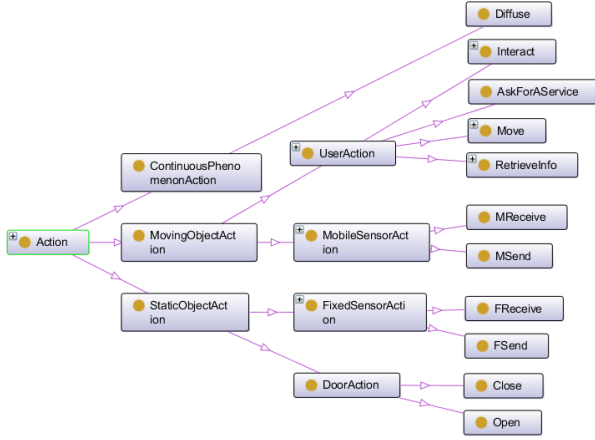 Diffuse
Interact
AskForAService
Move
UserAction
RetrieveInfo
ContinuousPheno
menonAction
MReceive
Action
MovingObjectAct
ion
MobileSensorAct
ion
MSend
StaticObjectAct
ion
FixedSensorActi
on
FReceive
FSend
DoorAction
Close
Open